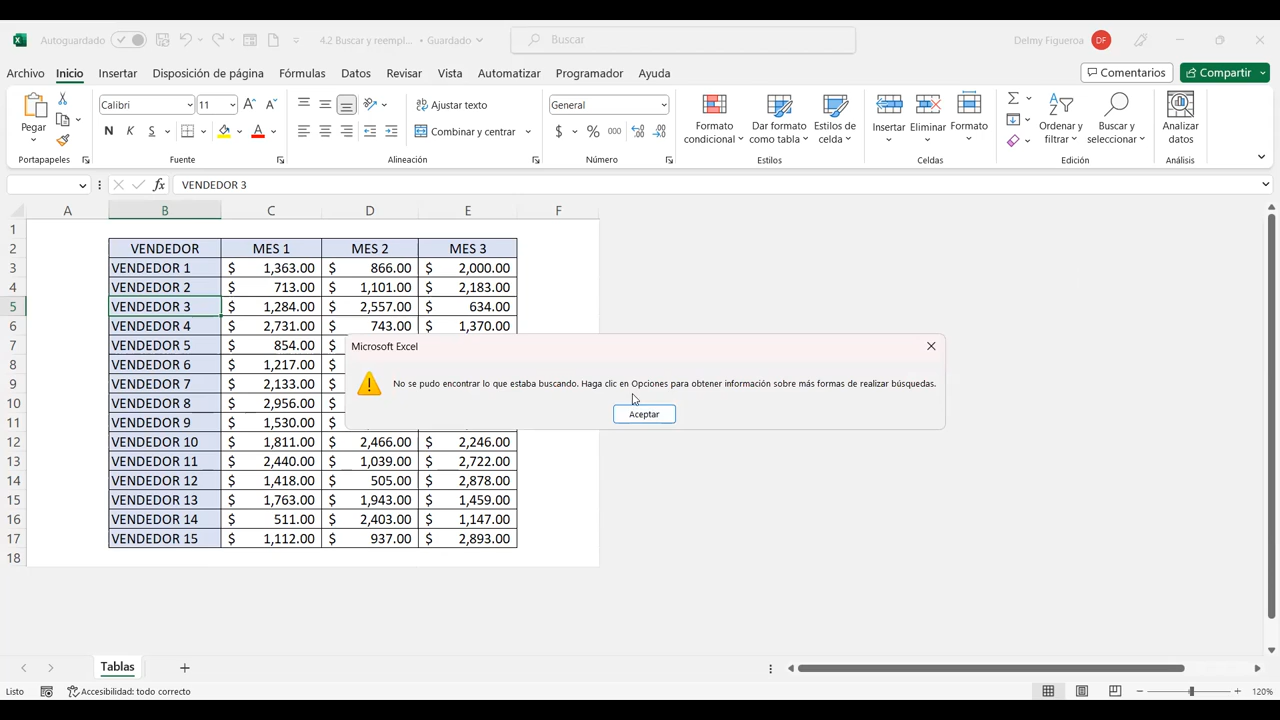 Autoguardado
4.2 Buscar y reempl... • Guardado
Buscar
Delmy Figueroa
DF
Archivo Inicio Insertar Disposición de página Fórmulas Datos Revisar Vista Automatizar Programador Ayuda
Comentarios
Compartir
Pegar
Calibri
11
N K S
Ajustar texto
Combinar y centrar
General
$ % 000
Formato condicional
Dar formato como tabla
Estilos de celda
Insertar
Eliminar
Formato
Ordenar y filtrar
Buscar y seleccionar
Analizar datos
Portapapeles Fuente Alineación Número Estilos Celdas Edición Análisis
fx VENDEDOR 3
A B C D E F
1
2 VENDEDOR MES 1 MES 2 MES 3
3 VENDEDOR 1 $ 1,363.00 $ 866.00 $ 2,000.00
4 VENDEDOR 2 $ 713.00 $ 1,101.00 $ 2,183.00
5 VENDEDOR 3 $ 1,284.00 $ 2,557.00 $ 634.00
6 VENDEDOR 4 $ 2,731.00 $ 743.00 $ 1,370.00
7 VENDEDOR 5 $ 854.00 $
8 VENDEDOR 6 $ 1,217.00 $
9 VENDEDOR 7 $ 2,133.00 $
10 VENDEDOR 8 $ 2,956.00 $
11 VENDEDOR 9 $ 1,530.00 $
12 VENDEDOR 10 $ 1,811.00 $ 2,466.00 $ 2,246.00
13 VENDEDOR 11 $ 2,440.00 $ 1,039.00 $ 2,722.00
14 VENDEDOR 12 $ 1,418.00 $ 505.00 $ 2,878.00
15 VENDEDOR 13 $ 1,763.00 $ 1,943.00 $ 1,459.00
16 VENDEDOR 14 $ 511.00 $ 2,403.00 $ 1,147.00
17 VENDEDOR 15 $ 1,112.00 $ 937.00 $ 2,893.00
18
Microsoft Excel
No se pudo encontrar lo que estaba buscando. Haga clic en Opciones para obtener información sobre más formas de realizar búsquedas.
Aceptar
Tablas
Listo
Accesibilidad: todo correcto
120%